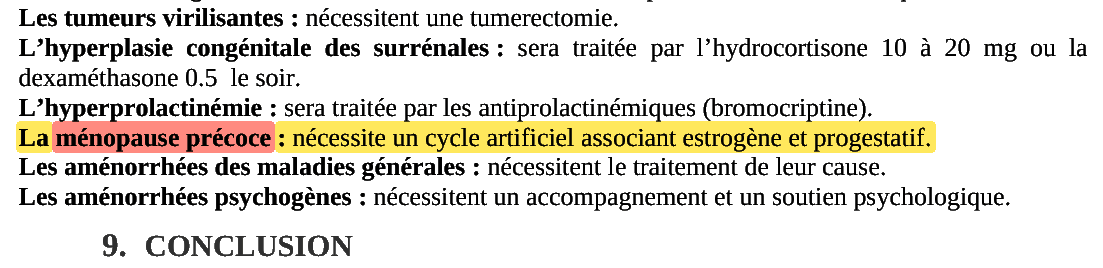 Les tumeurs virilisantes : nécessitent une tumerectomie.
L’hyperplasie congénitale des surrénales : sera traitée par l’hydrocortisone 10 à 20 mg ou la
dexaméthasone 0.5 le soir.
L’hyperprolactinémie : sera traitée par les antiprolactinémiques (bromocriptine).
La ménopause précoce : nécessite un cycle artificiel associant estrogène et progestatif.
Les aménorrhées des maladies générales : nécessitent le traitement de leur cause.
Les aménorrhées psychogènes : nécessitent un accompagnement et un soutien psychologique.
9. CONCLUSION